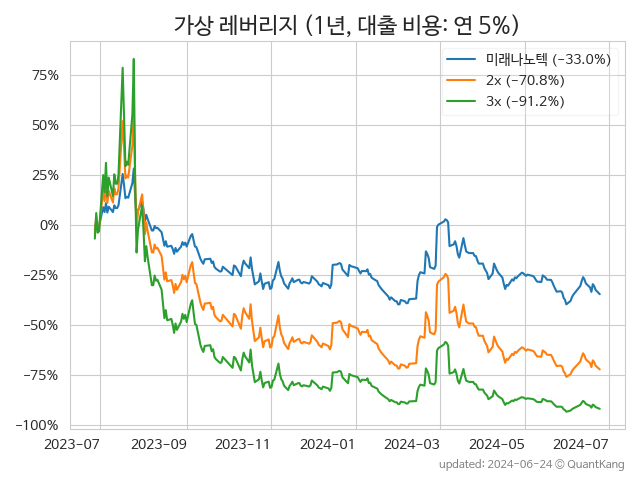 가상 레버리지 (1년, 대출 비용: 연 5%)
미래나노텍 (−33.0%)
2x (−70.8%)
3x (−91.2%)
75%
50%
25%
0%
−25%
−50%
−75%
−100%
2023-07 2023-09 2023-11 2024-01 2024-03 2024-05 2024-07
updated: 2024-06-24 © QuantKang